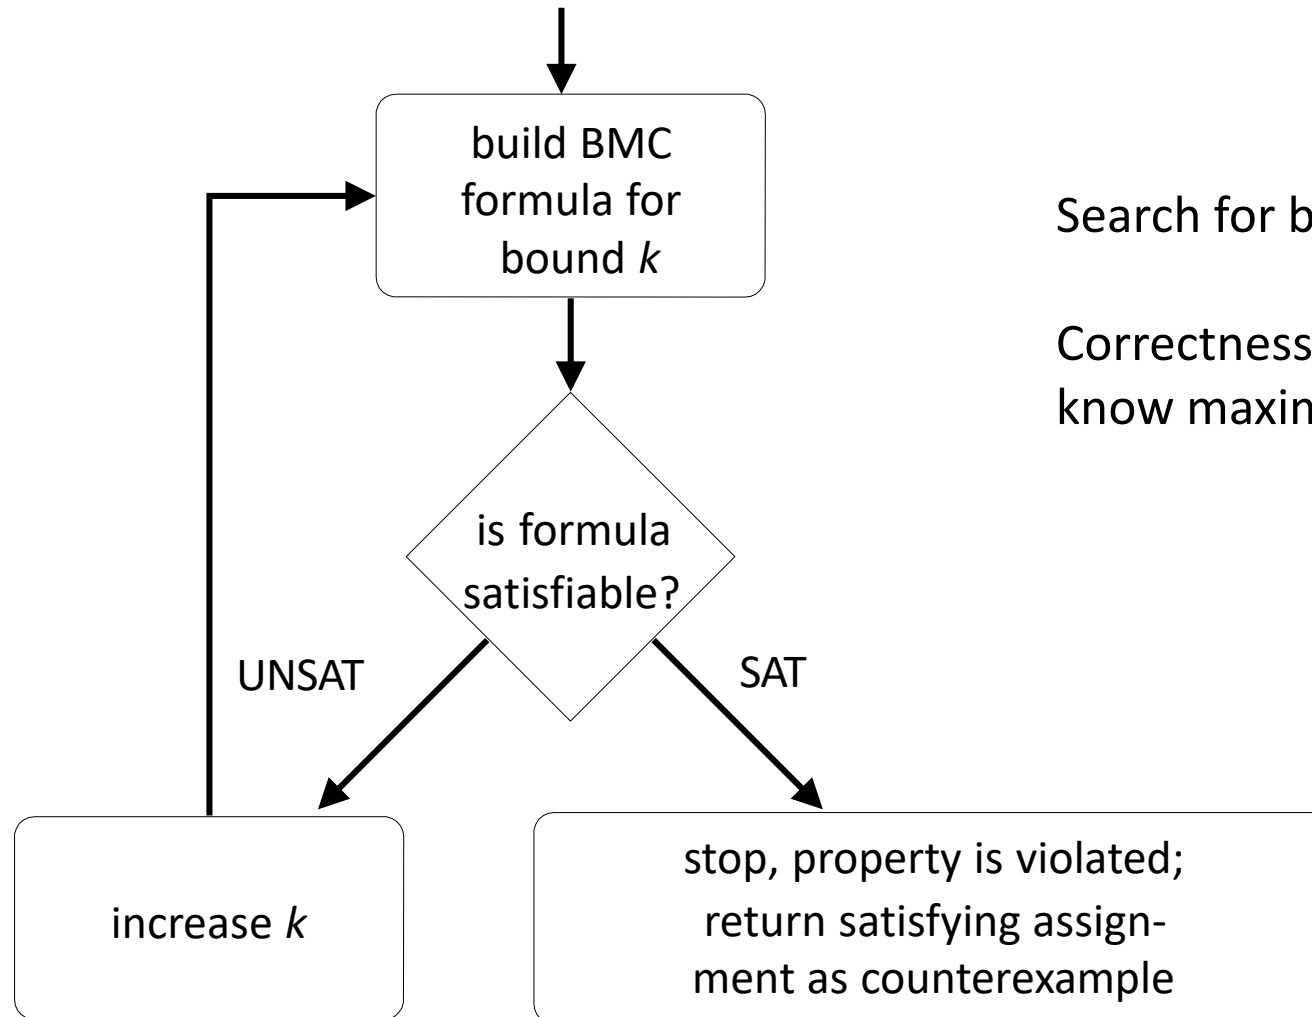 build BMC
formula for
bound k
Search for
Correctness
know
is formula
satisfiable?
UNSAT
SAT
increase k
stop, property is violated;
return satisfying assign-
ment as counterexample